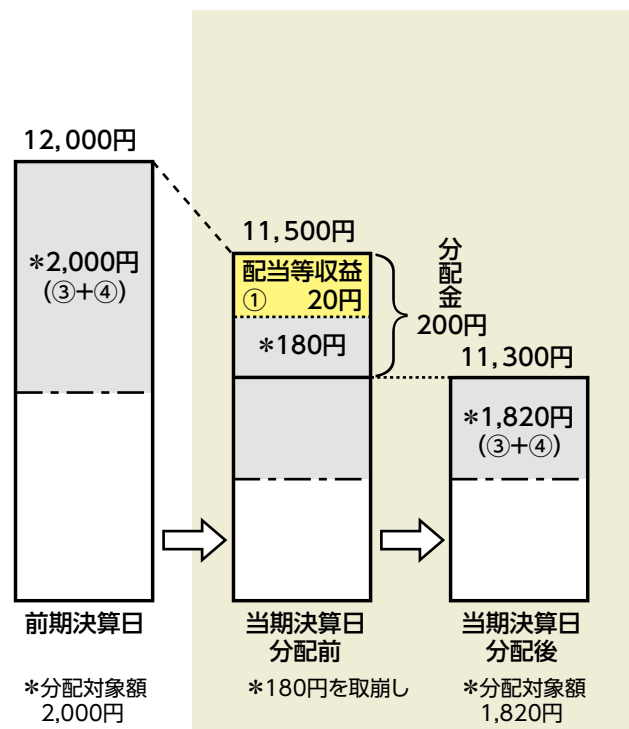 12,000円
*2,000円
(③+④)
前期決算日
*分配対象額
2,000円
11,500円
配当等収益
① 20円
*180円
分配金
200円
当期決算日
分配前
*180円を取崩し
11,300円
*1,820円
(③+④)
当期決算日
分配後
*分配対象額
1,820円